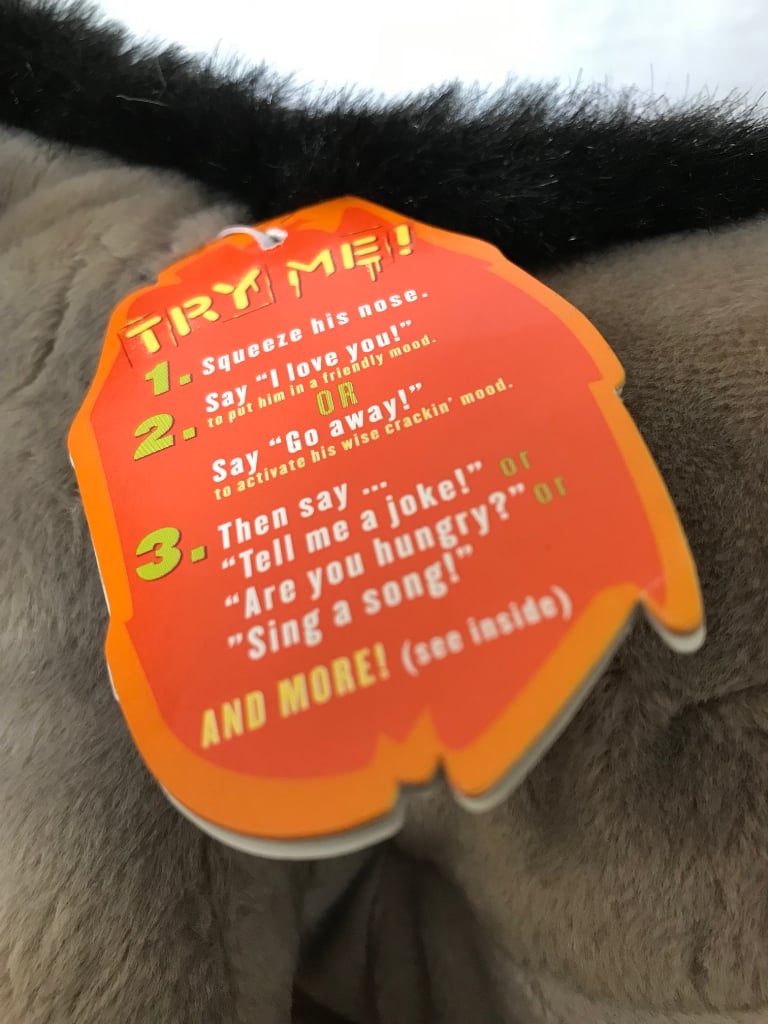 TRY ME!
1. Squeeze his nose.
2. Say “I love you!”
to put him in a friendly mood.
OR
Say “Go away!”
to activate his wise crackin’ mood.
3. Then say ...
“Tell me a joke!” or
“Are you hungry?” or
”Sing a song!”
AND MORE! (see inside)